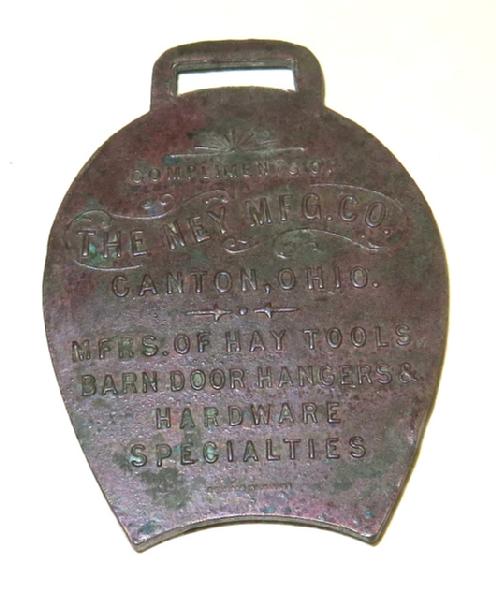 COMPLIMENTS OF
THE NEY MFG. CO.
CANTON, OHIO.
MFRS. OF HAY TOOLS,
BARN DOOR HANGERS &
HARDWARE
SPECIALTIES